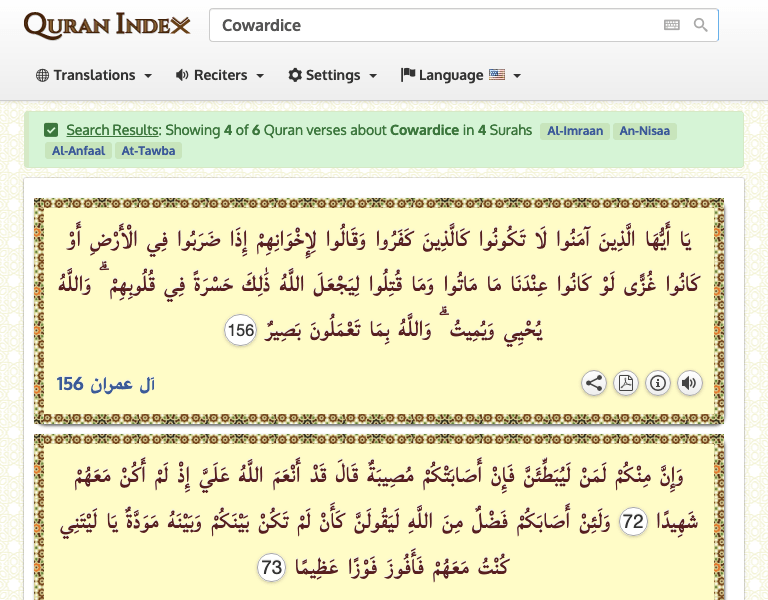 QURAN INDEX
Cowardice
Translations Reciters Settings Language
Search Results: Showing 4 of 6 Quran verses about Cowardice in 4 Surahs Al-Imraan An-Nisaa
Al-Anfaal At-Tawba
يَا أَيُّهَا الَّذِينَ آمَنُوا لَا تَكُونُوا كَالَّذِينَ كَفَرُوا وَقَالُوا لِإِخْوَانِهِمْ إِذَا ضَرَبُوا فِي الْأَرْضِ أَوْ
كَانُوا غُزًّى لَوْ كَانُوا عِنْدَنَا مَا مَاتُوا وَمَا قُتِلُوا لِيَجْعَلَ اللَّهُ ذَٰلِكَ حَسْرَةً فِي قُلُوبِهِمْ ۗ وَاللَّهُ
يُحْيِي وَيُمِيتُ ۗ وَاللَّهُ بِمَا تَعْمَلُونَ بَصِيرٌ 156
آل عمران 156
وَإِنَّ مِنْكُمْ لَمَنْ لَيُبَطِّئَنَّ فَإِنْ أَصَابَتْكُمْ مُصِيبَةٌ قَالَ قَدْ أَنْعَمَ اللَّهُ عَلَيَّ إِذْ لَمْ أَكُنْ مَعَهُمْ
شَهِيدًا 72 وَلَئِنْ أَصَابَكُمْ فَضْلٌ مِنَ اللَّهِ لَيَقُولَنَّ كَأَنْ لَمْ تَكُنْ بَيْنَكُمْ وَبَيْنَهُ مَوَدَّةٌ يَا لَيْتَنِي
كُنْتُ مَعَهُمْ فَأَفُوزَ فَوْزًا عَظِيمًا 73